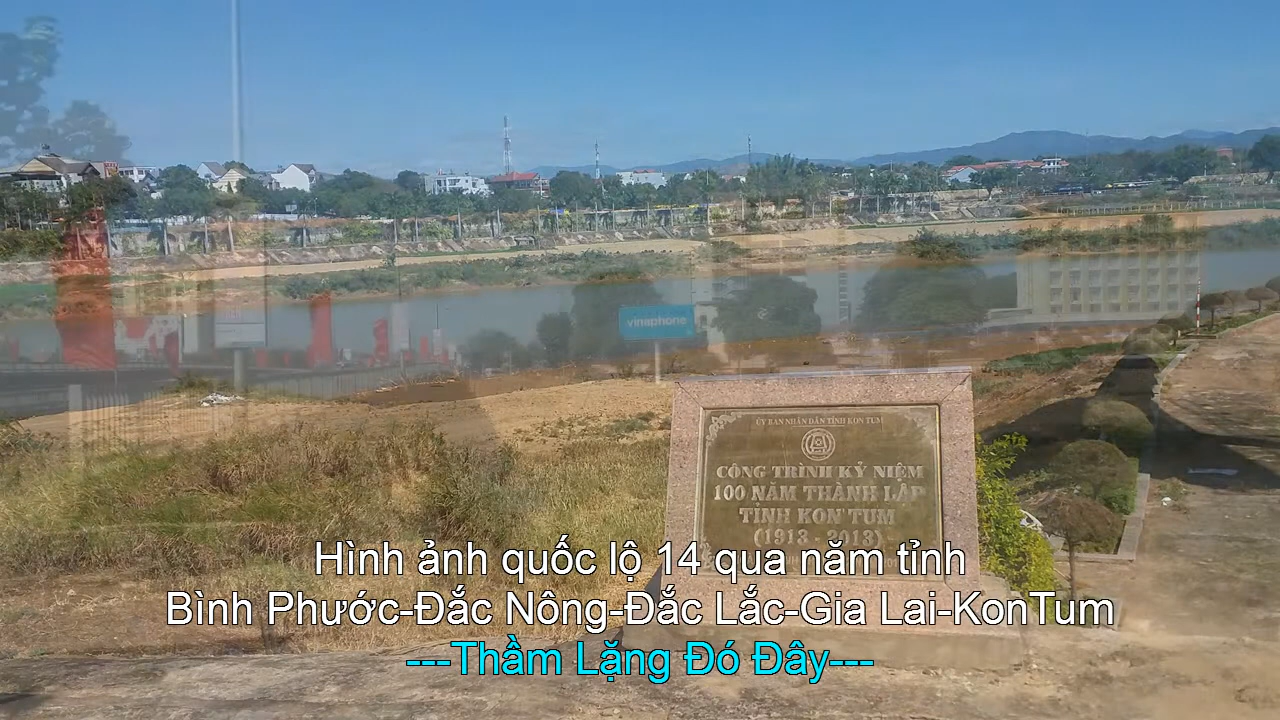 vinaphone
ỦY BAN NHÂN DÂN TỈNH KON TUM
CÔNG TRÌNH KỶ NIỆM
100 NĂM THÀNH LẬP
TỈNH KON TUM
(1913 - 2013)
Hình ảnh quốc lộ 14 qua năm tỉnh
Bình Phước-Đắc Nông-Đắc Lắc-Gia Lai-KonTum
---Thầm Lặng Đó Đây---